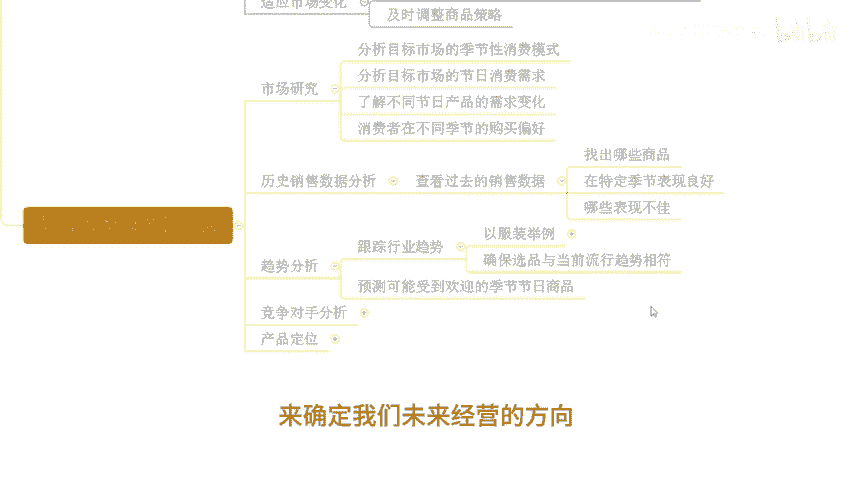 适应市场变化
及时调整商品策略
分析目标市场的季节性消费模式
市场研究
分析目标市场的节日消费需求
了解不同节日产品的需求变化
消费者在不同季节的购买偏好
找出哪些商品
历史销售数据分析
查看过去的销售数据
在特定季节表现良好
哪些表现不佳
以服装举例
跟踪行业趋势
趋势分析
确保选品与当前流行趋势相符
预测可能受到欢迎的季节节日商品
竞争对手分析
产品定位
来确定我们未来经营的方向